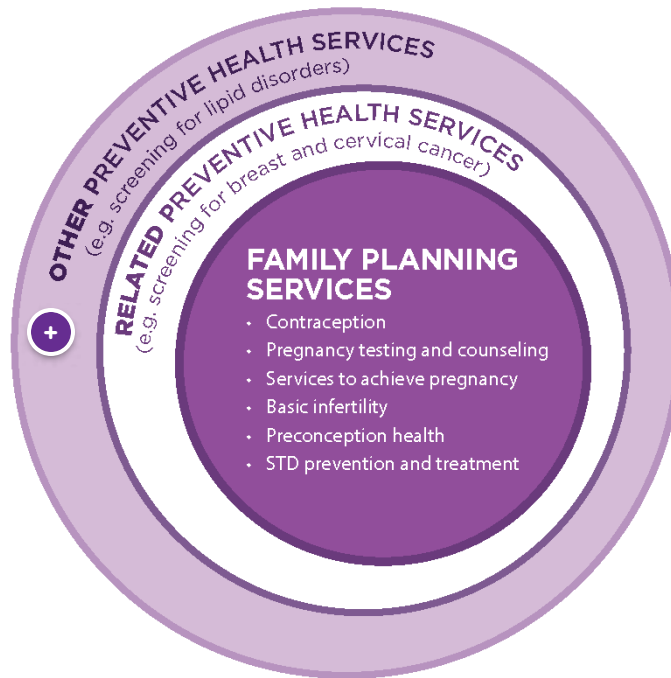 OTHER PREVENTIVE HEALTH SERVICES
(e.g. screening for lipid disorders)
RELATED PREVENTIVE HEALTH SERVICES
(e.g. screening for breast and cervical cancer)
+
FAMILY PLANNING
SERVICES
• Contraception
• Pregnancy testing and counseling
• Services to achieve pregnancy
• Basic infertility
• Preconception health
• STD prevention and treatment